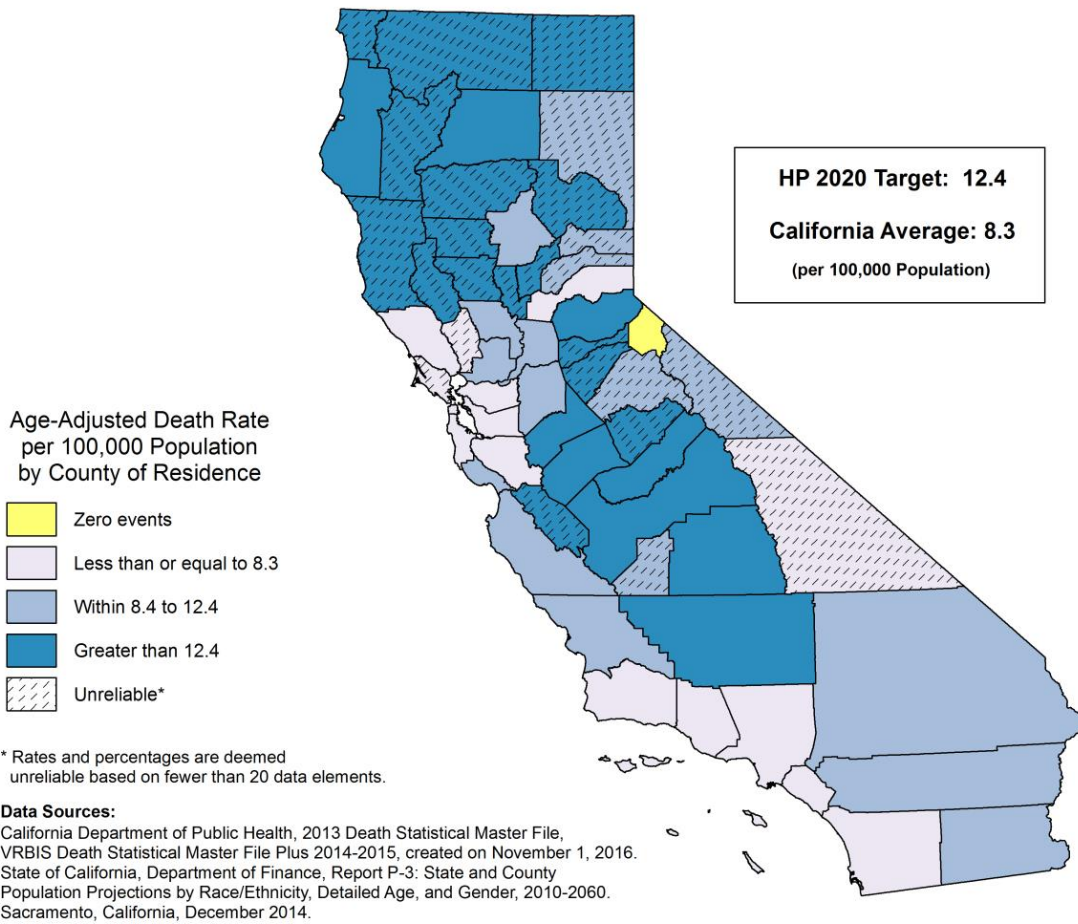 HP 2020 Target: 12.4
California Average: 8.3
(per 100,000 Population)
Age-Adjusted Death Rate
per 100,000 Population
by County of Residence
Zero events
Less than or equal to 8.3
Within 8.4 to 12.4
Greater than 12.4
Unreliable*
* Rates and percentages are deemed
unreliable based on fewer than 20 data elements.
Data Sources:
California Department of Public Health, 2013 Death Statistical Master File,
VRBIS Death Statistical Master File Plus 2014-2015, created on November 1, 2016.
State of California, Department of Finance, Report P-3: State and County
Population Projections by Race/Ethnicity, Detailed Age, and Gender, 2010-2060.
Sacramento, California, December 2014.